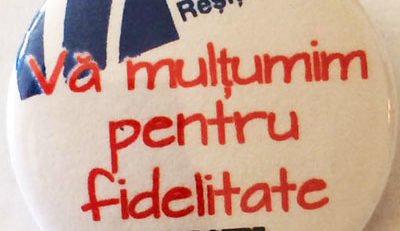 Vă mulțumim
pentru
fidelitate